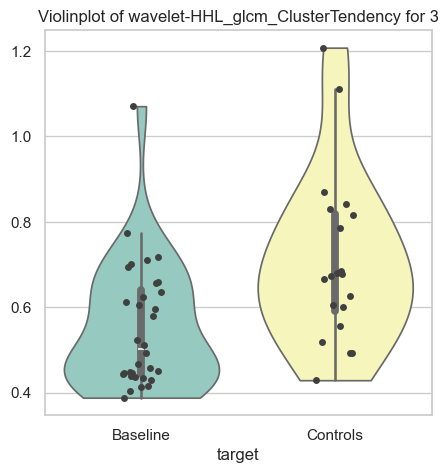 Violinplot of wavelet-HHL_glcm_ClusterTendency for 3
1.2
1.0
0.8
0.6
0.4
Baseline
Controls
target